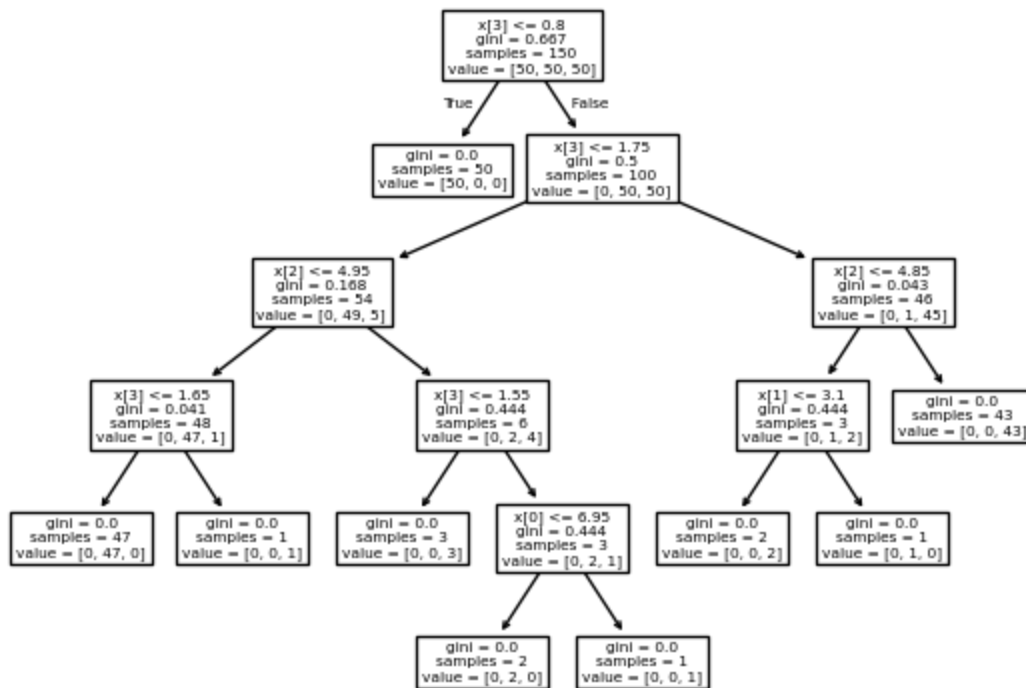 x[3] <= 0.8
gini = 0.667
samples = 150
value = [50, 50, 50]
True
False
gini = 0.0
samples = 50
value = [50, 0, 0]
x[3] <= 1.75
gini = 0.5
samples = 100
value = [0, 50, 50]
x[2] <= 4.95
gini = 0.168
samples = 54
value = [0, 49, 5]
x[2] <= 4.85
gini = 0.043
samples = 46
value = [0, 1, 45]
x[3] <= 1.65
gini = 0.041
samples = 48
value = [0, 47, 1]
x[3] <= 1.55
gini = 0.444
samples = 6
value = [0, 2, 4]
x[1] <= 3.1
gini = 0.444
samples = 3
value = [0, 1, 2]
gini = 0.0
samples = 43
value = [0, 0, 43]
gini = 0.0
samples = 47
value = [0, 47, 0]
gini = 0.0
samples = 1
value = [0, 0, 1]
gini = 0.0
samples = 3
value = [0, 0, 3]
x[0] <= 6.95
gini = 0.444
samples = 3
value = [0, 2, 1]
gini = 0.0
samples = 2
value = [0, 0, 2]
gini = 0.0
samples = 1
value = [0, 1, 0]
gini = 0.0
samples = 2
value = [0, 2, 0]
gini = 0.0
samples = 1
value = [0, 0, 1]